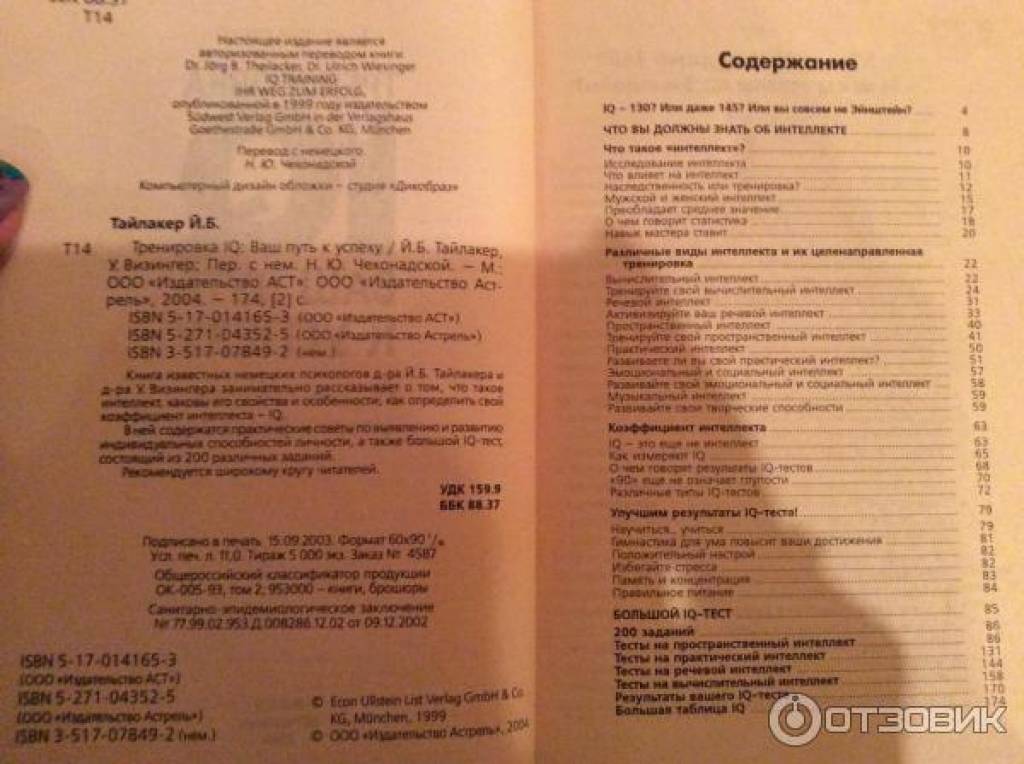 Т14
Настоящее издание является
авторизованным переводом книги
Dr. Jörg B. Theilacker, Dr. Ulrich Wiesinger
IQ TRAINING
IHR WEG ZUM ERFOLG,
опубликованной в 1999 году издательством
Südwest Verlag GmbH in der Verlagshaus
Goethestraße GmbH & Co. KG, München
Перевод с немецкого
Н. Ю. Чехонадской
Компьютерный дизайн обложки – студия «Дикобраз»
Тайлакер Й.Б.
Т14 Тренировка IQ: Ваш путь к успеху / Й.Б. Тайлакер,
У. Визингер; Пер. с нем. Н. Ю. Чехонадской. – М.:
ООО «Издательство АСТ»: ООО «Издательство Аст-
рель», 2004. – 174, [2] с.
ISBN 5-17-014165-3 (ООО «Издательство АСТ»)
ISBN 5-271-04352-5 (ООО «Издательство Астрель»)
ISBN 3-517-07849-2 (нем.)
Книга известных немецких психологов д-ра Й.Б. Тайлакера и
д-ра У. Визингера занимательно рассказывает о том, что такое
интеллект, каковы его свойства и особенности, как определить свой
коэффициент интеллекта – IQ.
В ней содержатся практические советы по выявлению и развитию
индивидуальных способностей личности, а также большой IQ-тест,
состоящий из 200 различных заданий.
Рекомендуется широкому кругу читателей.
УДК 159.9
ББК 88.37
Подписано в печать 15.09.2003. Формат 60х90 1/16
Усл. печ. л. 11,0. Тираж 5 000 экз. Заказ № 4587
Общероссийский классификатор продукции
ОК-005-93, том 2; 953000 – книги, брошюры
Санитарно-эпидемиологическое заключение
№ 77.99.02.953.Д.008286.12.02 от 09.12.2002
ISBN 5-17-014165-3
(ООО «Издательство АСТ»)
ISBN 5-271-04352-5
(ООО «Издательство Астрель»)
ISBN 3-517-07849-2 (нем.)
© Econ Ullstein List Verlag GmbH & Co.
KG, München, 1999
© ООО «Издательство Астрель», 2004
Содержание
IQ – 130? Или даже 145? Или вы совсем не Эйнштейн? 4
ЧТО ВЫ ДОЛЖНЫ ЗНАТЬ ОБ ИНТЕЛЛЕКТЕ 8
Что такое «интеллект»? 10
Исследование интеллекта 10
Что влияет на интеллект 11
Наследственность или тренировка? 12
Мужской и женский интеллект 15
Преобладает среднее значение 17
О чем говорит статистика 18
Навык мастера ставит 20
Различные виды интеллекта и их целенаправленная
тренировка 22
Вычислительный интеллект 22
Тренируйте свой вычислительный интеллект 24
Речевой интеллект 31
Активизируйте ваш речевой интеллект 33
Пространственный интеллект 40
Тренируйте свой пространственный интеллект 41
Практический интеллект 50
Развиваете ли вы свой практический интеллект? 51
Эмоциональный и социальный интеллект 57
Развивайте свой эмоциональный и социальный интеллект 58
Музыкальный интеллект 59
Развивайте свои творческие способности 59
Коэффициент интеллекта 63
IQ – это еще не интеллект 63
Как измеряют IQ 65
О чем говорят результаты IQ-тестов 68
«90» еще не означает глупости 70
Различные типы IQ-тестов 72
Улучшим результаты IQ-теста! 79
Научиться... учиться 79
Гимнастика для ума повысит ваши достижения 81
Положительный настрой 82
Избегайте стресса 82
Память и концентрация 83
Правильное питание 84
БОЛЬШОЙ IQ-ТЕСТ 85
200 заданий 86
Тесты на пространственный интеллект 86
Тесты на практический интеллект 131
Тесты на речевой интеллект 144
Тесты на вычислительный интеллект 158
Результаты вашего IQ-теста 170
Большая таблица IQ 174
ОТЗОВИК